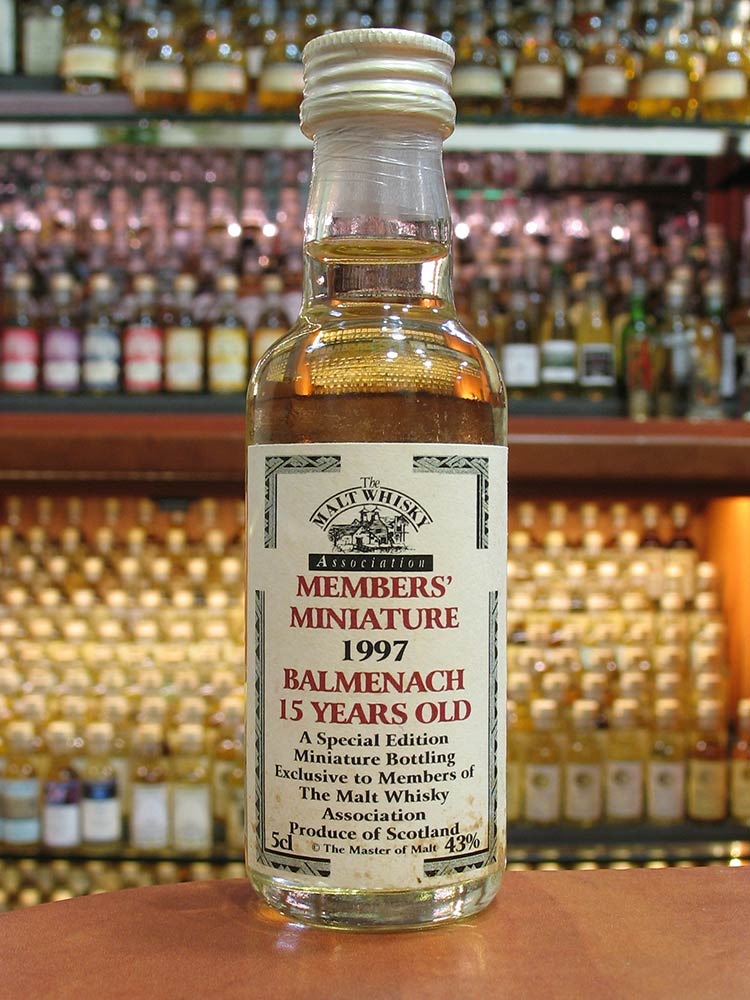 The
MALT WHISKY
Association
MEMBERS'
MINIATURE
1997
BALMENACH
15 YEARS OLD
A Special Edition
Miniature Bottling
Exclusive to Members of
The Malt Whisky
Association
Produce of Scotland
5cl © The Master of Malt 43%